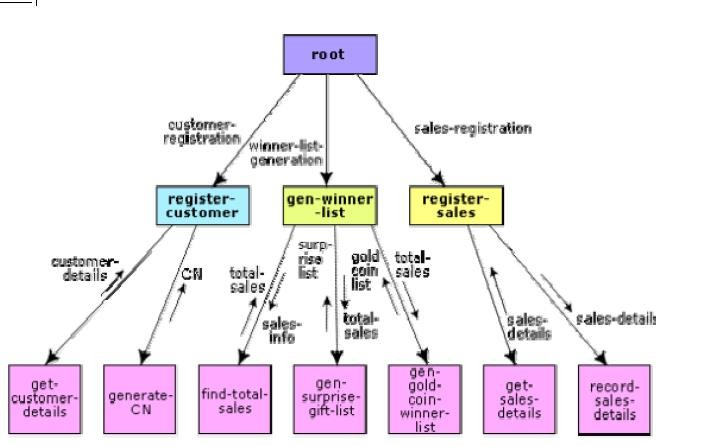 root
customer-
registration
winner-list-
generation
sales-registration
register-
customer
gen-winner
-list
register-
sales
customer-
details
CN
total-
sales
surp-
rise
list
gold
coin
list
total-
sales
sales-
info
total-
sales
sales-
details
sales-details
get-
customer-
details
generate-
CN
find-total-
sales
gen-
surprise-
gift-list
gen-
gold-
coin-
winner-
list
get-
sales-
details
record-
sales-
details